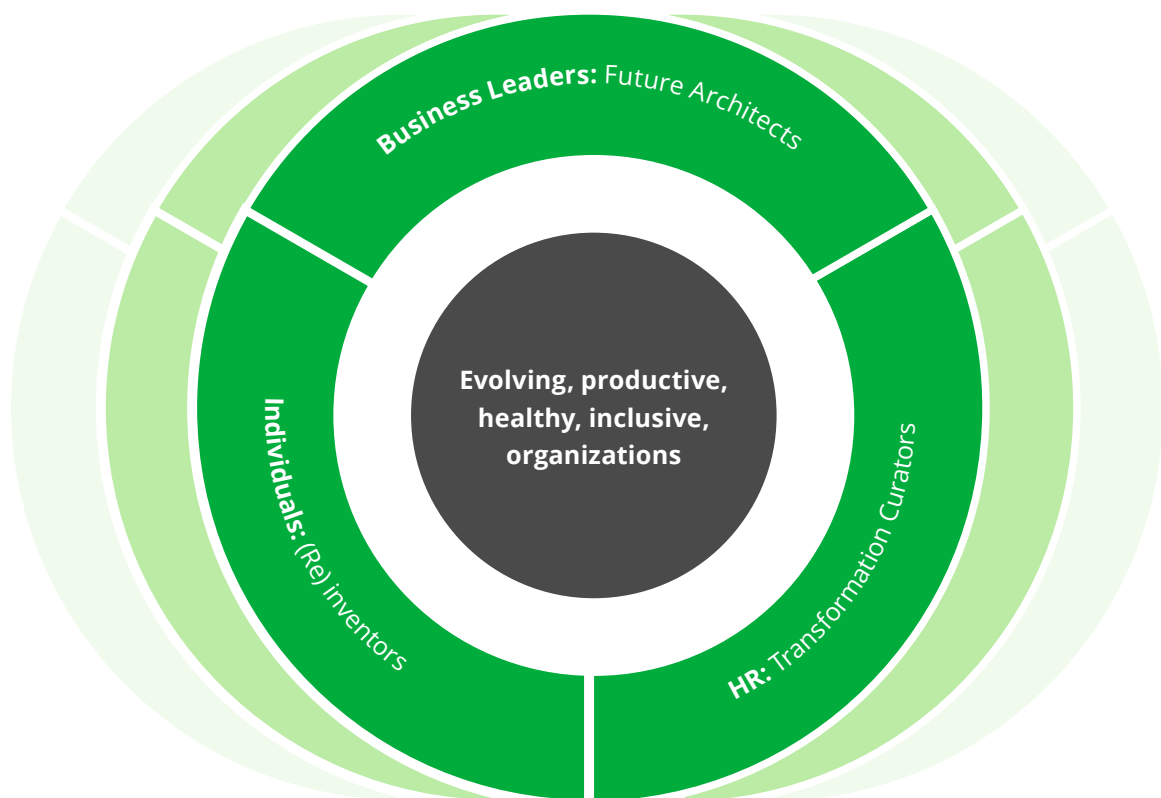 Business Leaders: Future Architects
Evolving, productive,
healthy, inclusive,
organizations
Individuals: (Re) inventors
HR: Transformation Curators